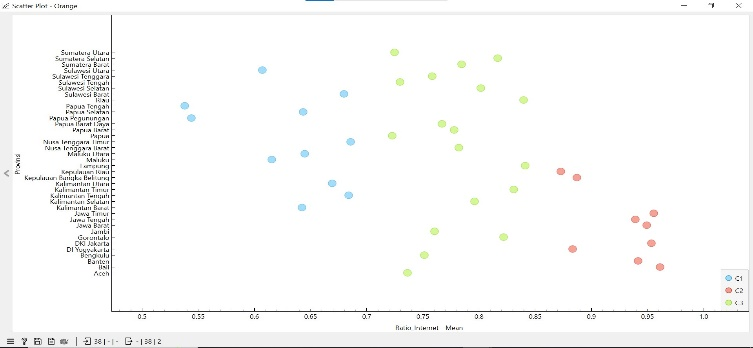 Scatter Plot - Orange
Sumatera Utara
Sumatera Selatan
Sumatera Barat
Sulawesi Utara
Sulawesi Tenggara
Sulawesi Tengah
Sulawesi Selatan
Sulawesi Barat
Riau
Papua Tengah
Papua Selatan
Papua Pegunungan
Papua Barat Daya
Papua Barat
Papua
Nusa Tenggara Timur
Nusa Tenggara Barat
Maluku Utara
Maluku
Lampung
Kepulauan Riau
Kepulauan Bangka Belitung
Kalimantan Utara
Kalimantan Timur
Kalimantan Tengah
Kalimantan Selatan
Kalimantan Barat
Jawa Timur
Jawa Tengah
Jawa Barat
Jambi
Gorontalo
DKI Jakarta
DI Yogyakarta
Bengkulu
Banten
Bali
Aceh
Provinsi
C1
C2
C3
0.5 0.55 0.6 0.65 0.7 0.75 0.8 0.85 0.9 0.95 1.0
Ratio Internet - Mean
38 | - | - - | 38 | 2